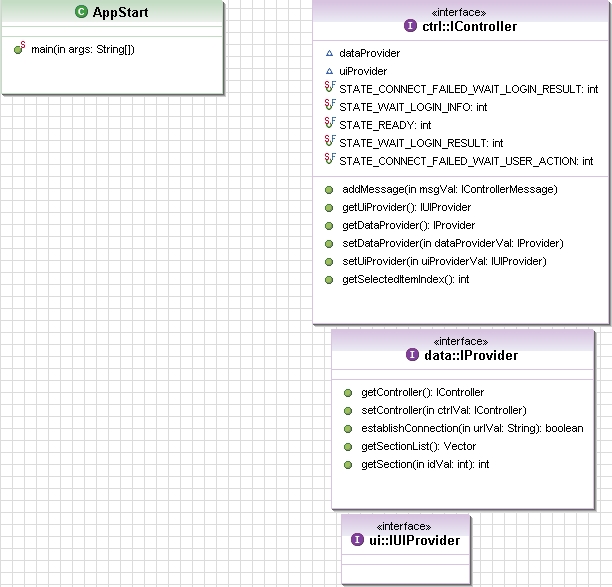 AppStart
main(in args: String[])
«interface»
ctrl::IController
dataProvider
uiProvider
STATE_CONNECT_FAILED_WAIT_LOGIN_RESULT: int
STATE_WAIT_LOGIN_INFO: int
STATE_READY: int
STATE_WAIT_LOGIN_RESULT: int
STATE_CONNECT_FAILED_WAIT_USER_ACTION: int
addMessage(in msgVal: IControllerMessage)
getUiProvider(): IUIProvider
getDataProvider(): IProvider
setDataProvider(in dataProviderVal: IProvider)
setUiProvider(in uiProviderVal: IUIProvider)
getSelectedItemIndex(): int
«interface»
data::IProvider
getController(): IController
setController(in ctrlVal: IController)
establishConnection(in urlVal: String): boolean
getSectionList(): Vector
getSection(in idVal: int): int
«interface»
ui::IUIProvider